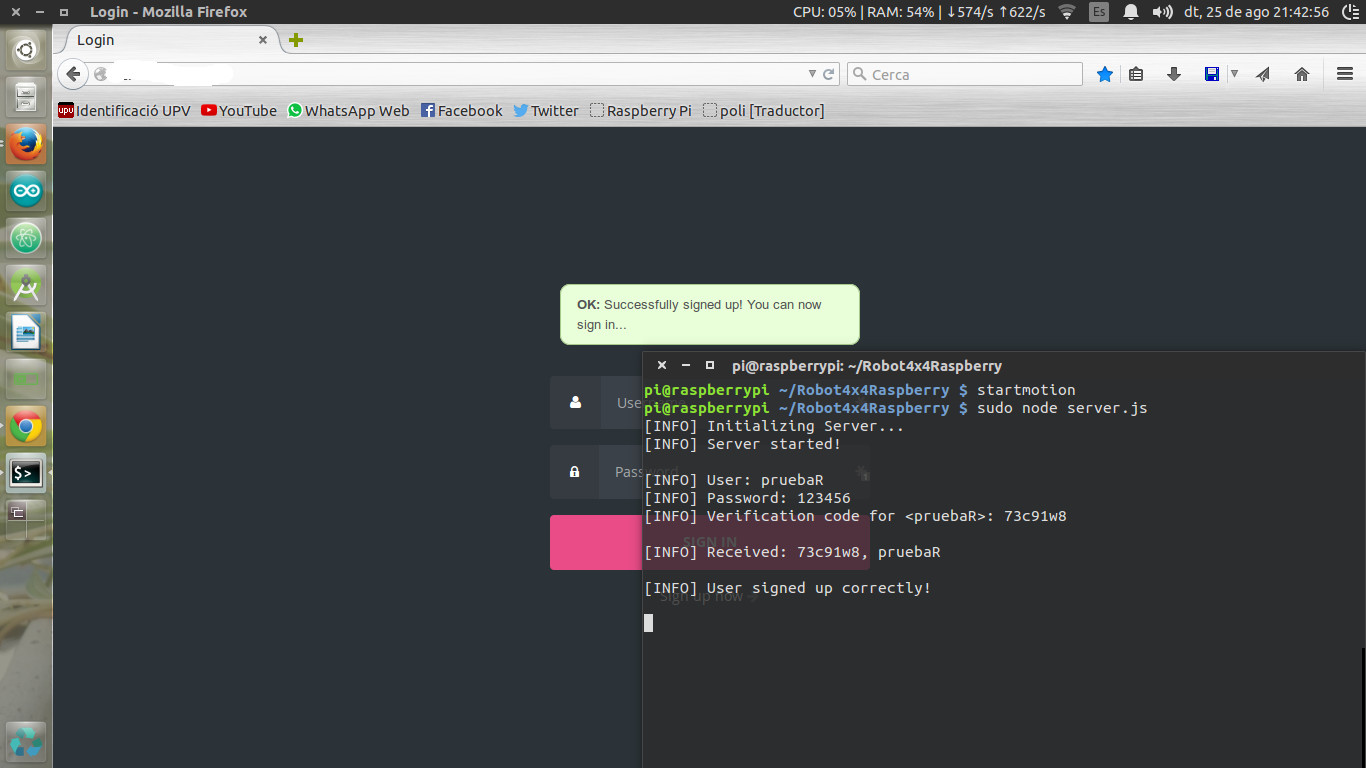 Login - Mozilla Firefox
CPU: 05% | RAM: 54% | ↓574/s ↑622/s
Es
dt, 25 de ago 21:42:56
Login
Cerca
upv Identificació UPV YouTube WhatsApp Web Facebook Twitter Raspberry Pi poli [Traductor]
OK: Successfully signed up! You can now
sign in...
Use
Password
SIGN IN
Sign up now
pi@raspberrypi: ~/Robot4x4Raspberry
pi@raspberrypi ~/Robot4x4Raspberry $ startmotion
pi@raspberrypi ~/Robot4x4Raspberry $ sudo node server.js
[INFO] Initializing Server...
[INFO] Server started!
[INFO] User: pruebaR
[INFO] Password: 123456
[INFO] Verification code for <pruebaR>: 73c91w8
[INFO] Received: 73c91w8, pruebaR
[INFO] User signed up correctly!
$>